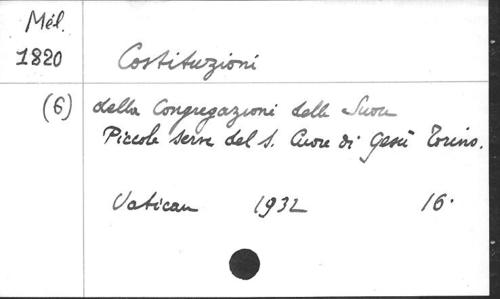 Mél.
1820
Costituzioni
(6) della Congregazioni delle Suore
Piccole serve del S. Cuore di Gesù Torino.
Vatican 1932 16.